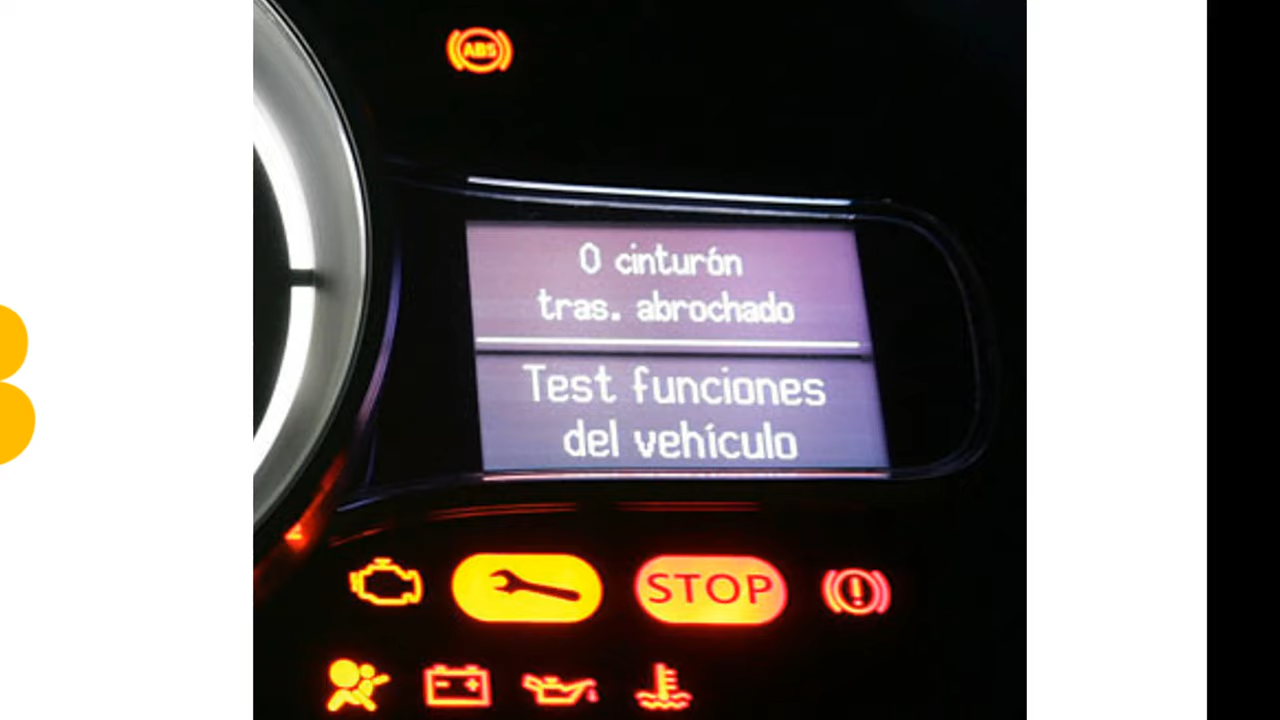 ABS
0 cinturón
tras. abrochado
Test funciones
del vehículo
STOP